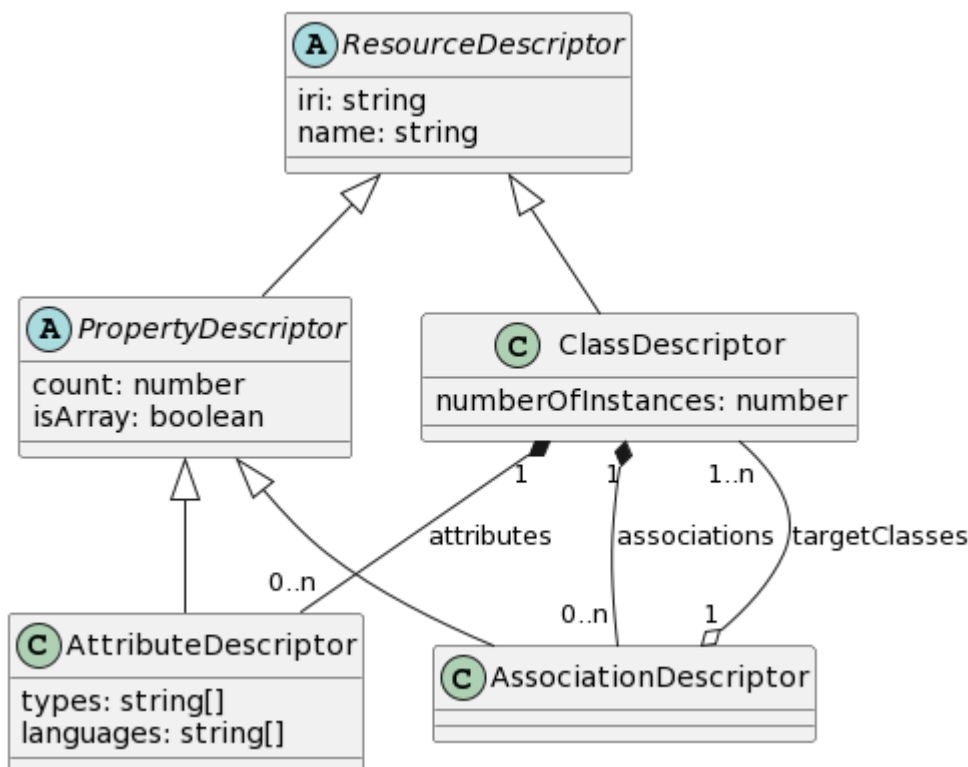 A ResourceDescriptor
iri: string
name: string
A PropertyDescriptor
count: number
isArray: boolean
C ClassDescriptor
numberOfInstances: number
1
1
1..n
attributes
associations
targetClasses
0..n
0..n
1
C AttributeDescriptor
types: string[]
languages: string[]
C AssociationDescriptor